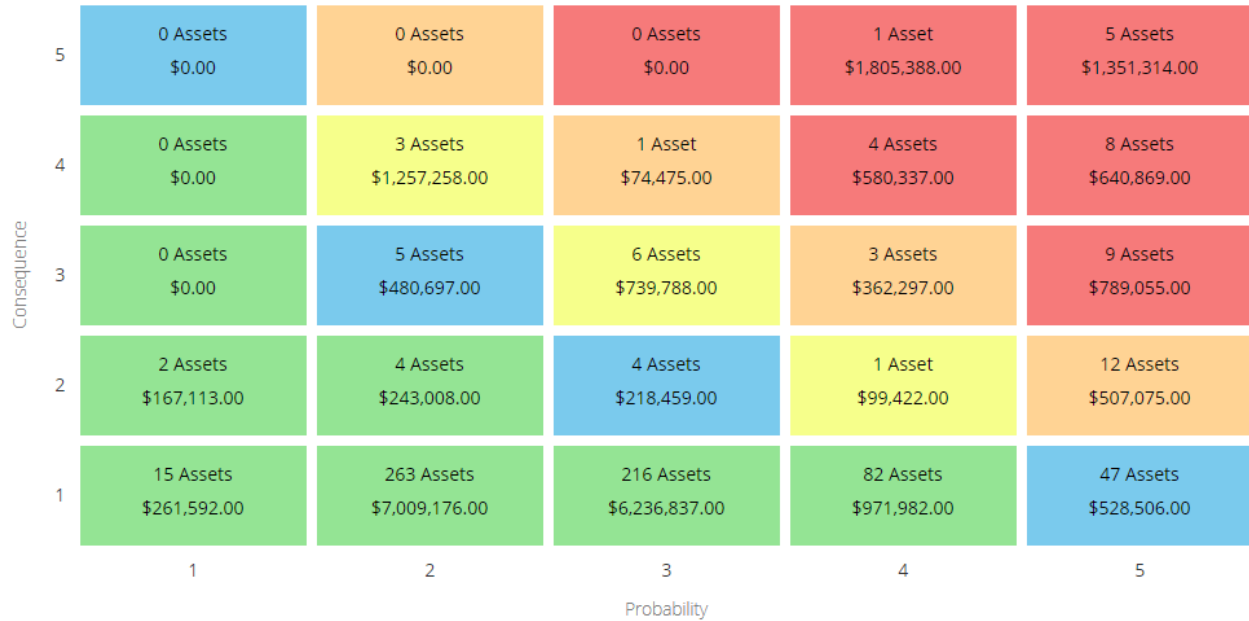 5
0 Assets
$0.00
0 Assets
$0.00
0 Assets
$0.00
1 Asset
$1,805,388.00
5 Assets
$1,351,314.00
4
0 Assets
$0.00
3 Assets
$1,257,258.00
1 Asset
$74,475.00
4 Assets
$580,337.00
8 Assets
$640,869.00
Consequence
3
0 Assets
$0.00
5 Assets
$480,697.00
6 Assets
$739,788.00
3 Assets
$362,297.00
9 Assets
$789,055.00
2
2 Assets
$167,113.00
4 Assets
$243,008.00
4 Assets
$218,459.00
1 Asset
$99,422.00
12 Assets
$507,075.00
1
15 Assets
$261,592.00
263 Assets
$7,009,176.00
216 Assets
$6,236,837.00
82 Assets
$971,982.00
47 Assets
$528,506.00
1
2
3
4
5
Probability